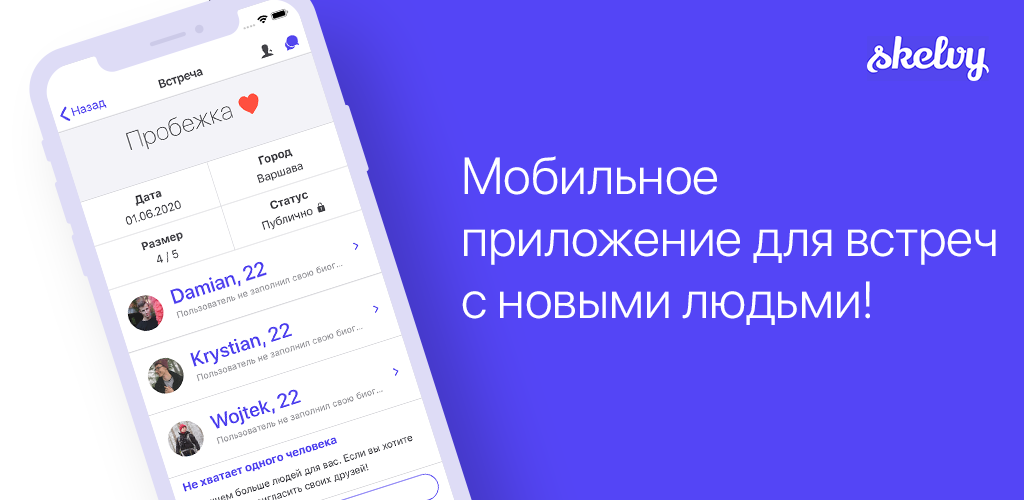 Встреча
Назад
Пробежка ❤️
Дата
01.06.2020
Город
Варшава
Размер
4 / 5
Статус
Публично
Damian, 22
Пользователь не заполнил свою биог...
Krystian, 22
Пользователь не заполнил свою биог...
Wojtek, 22
Пользователь не заполнил свою биог...
Не хватает одного человека
больше людей для вас. Если вы хотите
своих друзей!
skelvy
Мобильное
приложение для встреч
с новыми людьми!